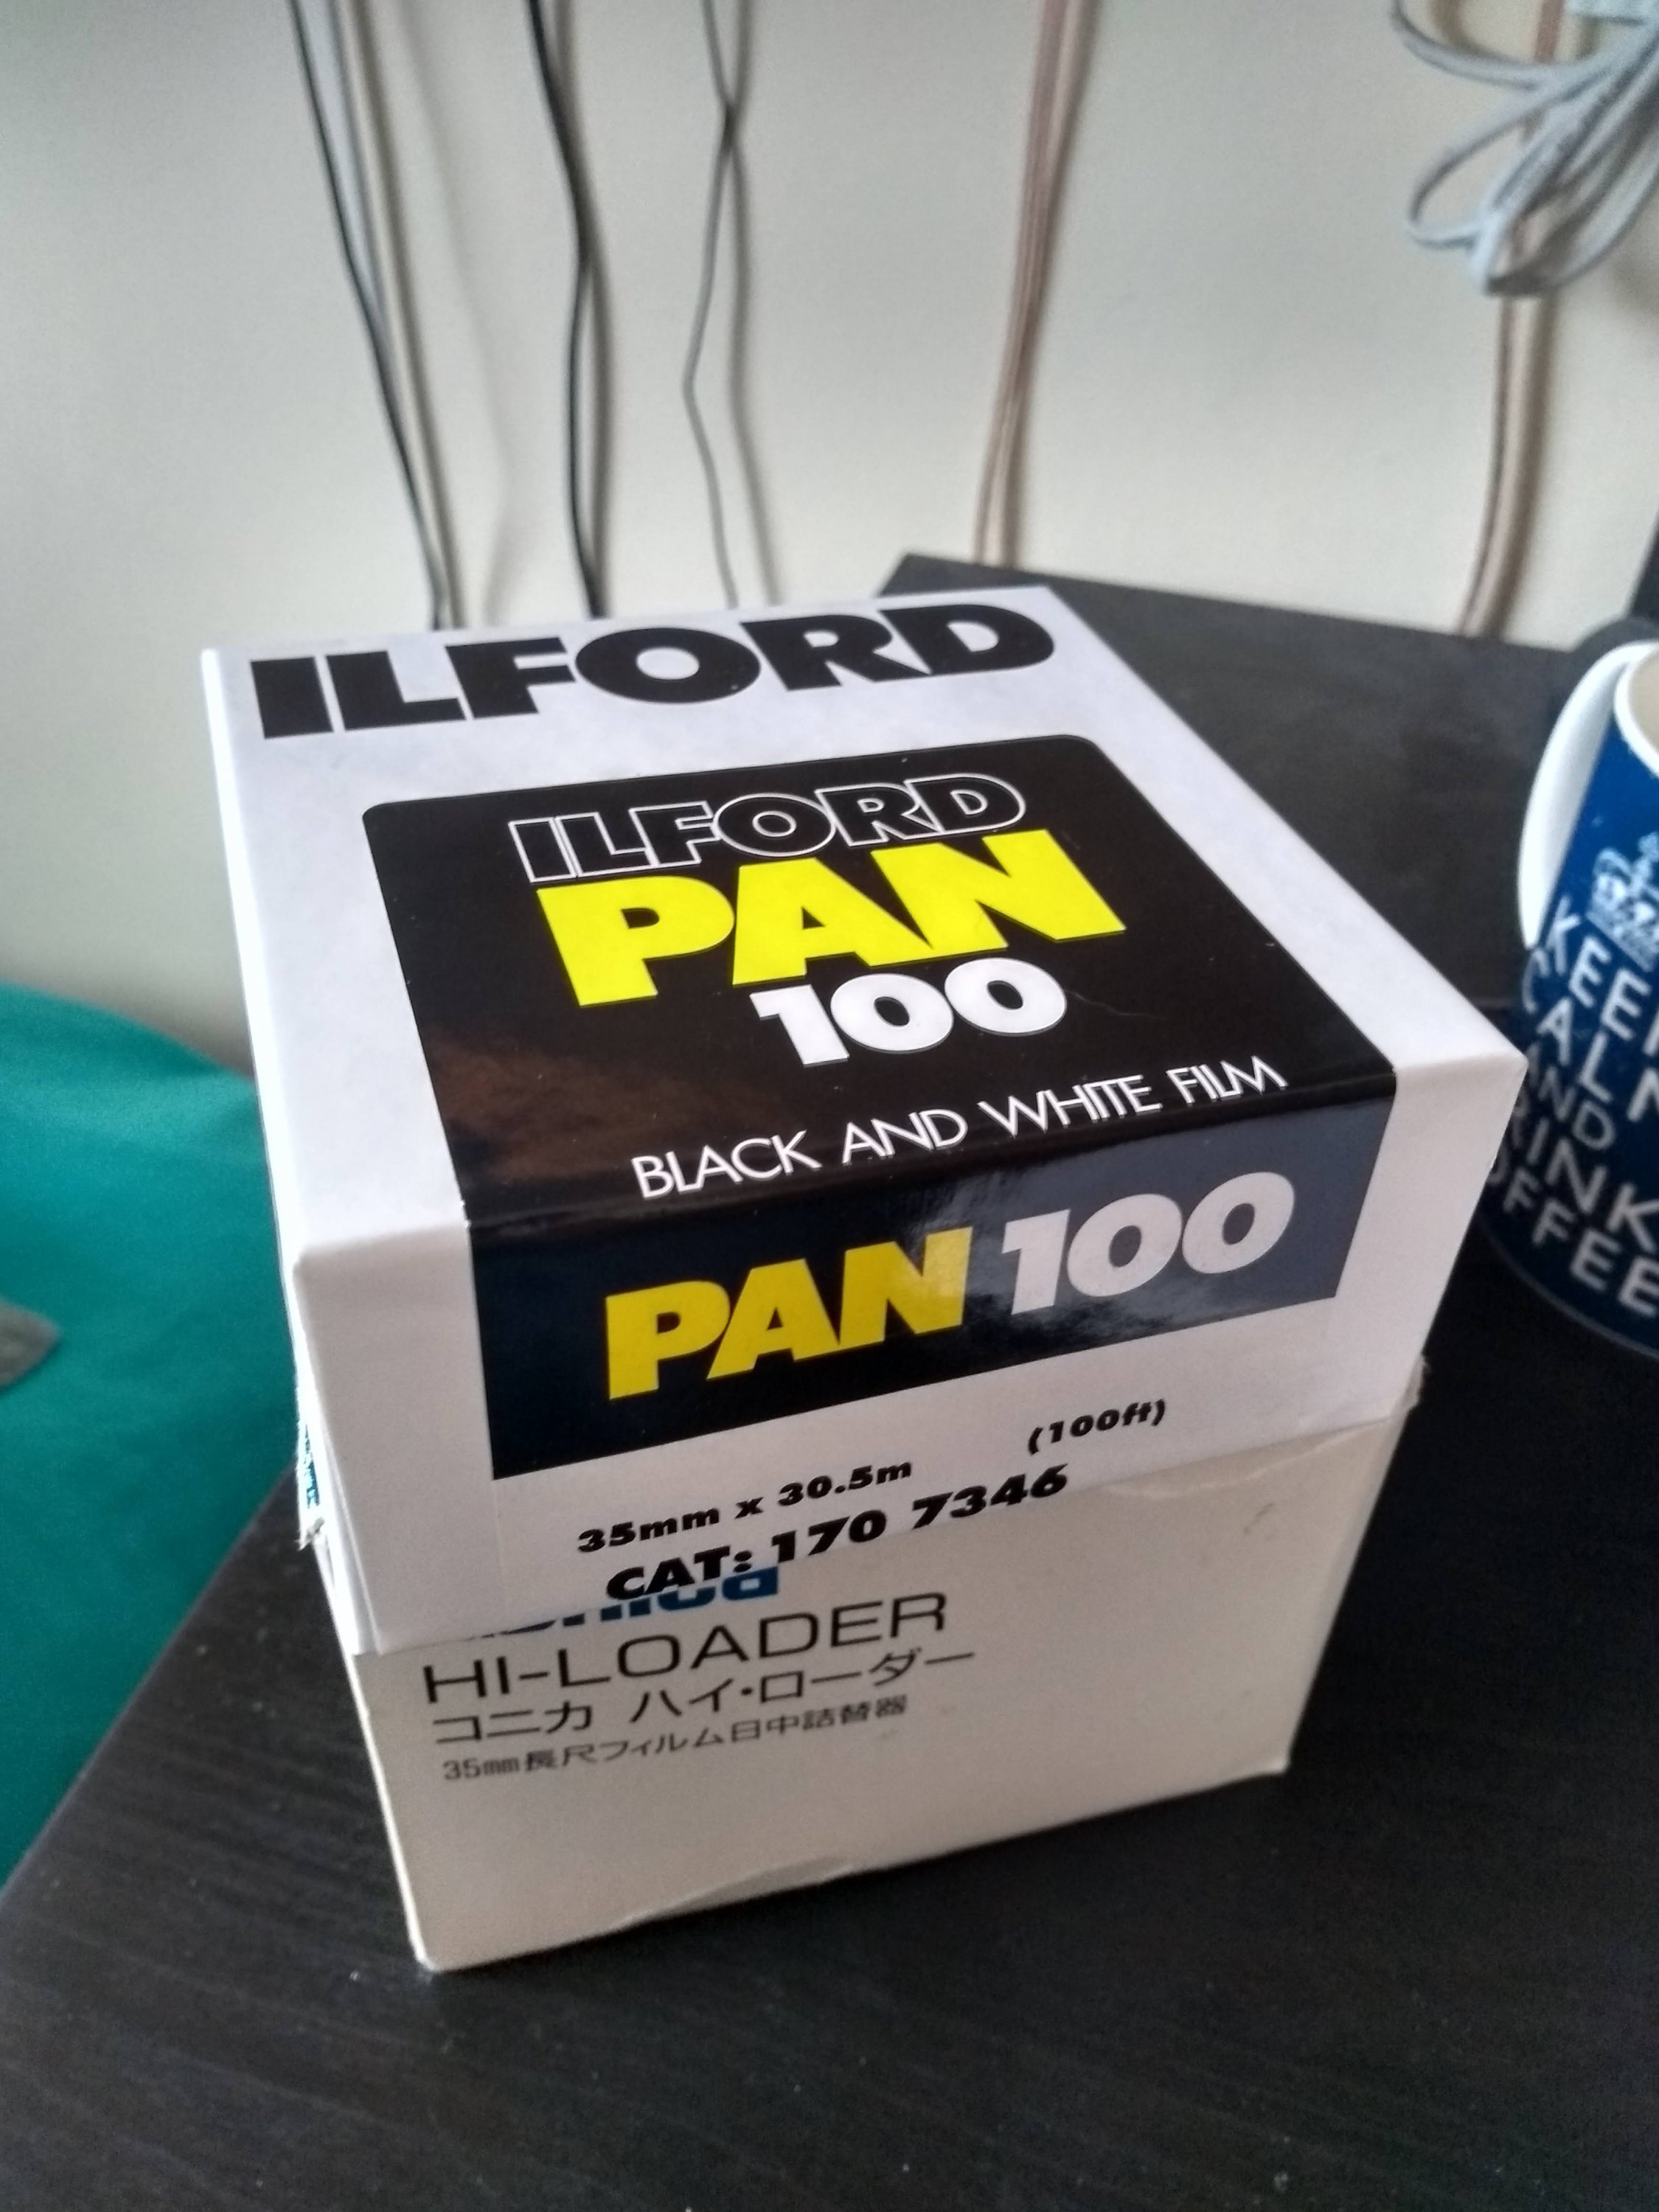 ILFORD
ILFORD
PAN
100
BLACK AND WHITE FILM
PAN 100
35mm x 30.5m (100ft)
CAT: 170 7346
HI-LOADER
コニカ ハイ・ローダー
35mm長尺フィルム日中詰替器
KEEP
CALM
AND
DRINK
COFFEE